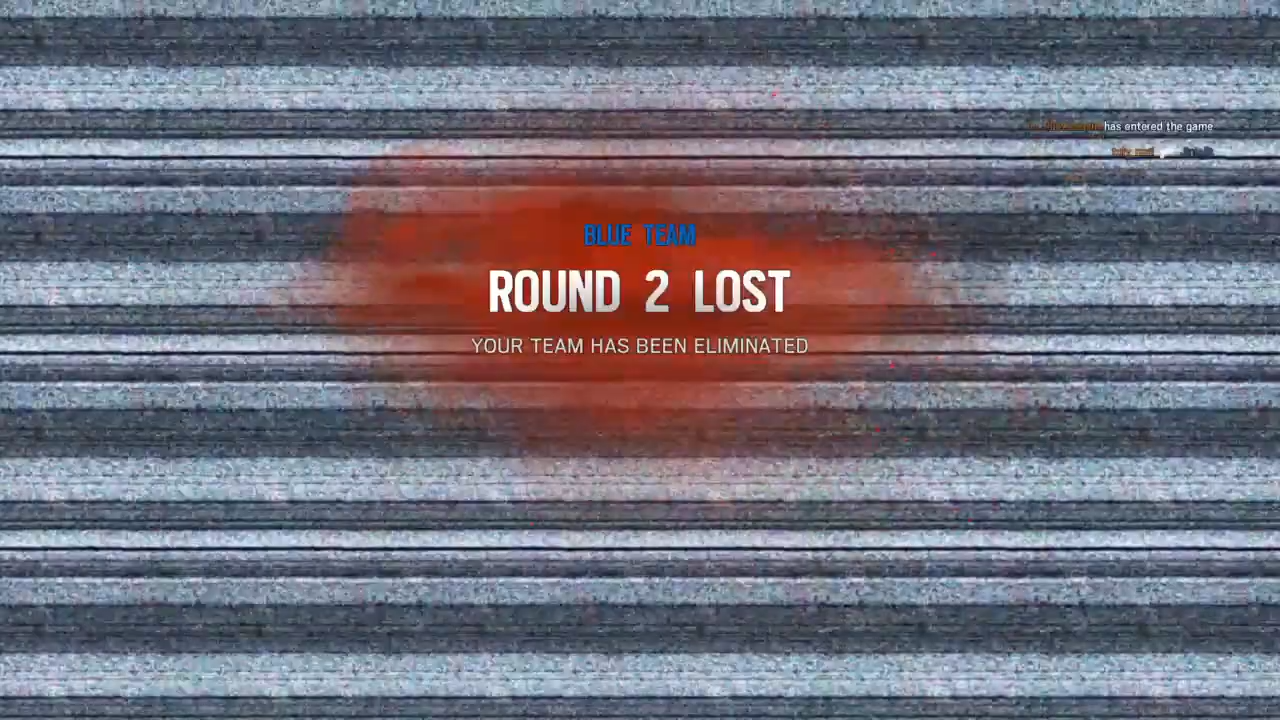 has entered the game
BLUE TEAM
ROUND 2 LOST
YOUR TEAM HAS BEEN ELIMINATED